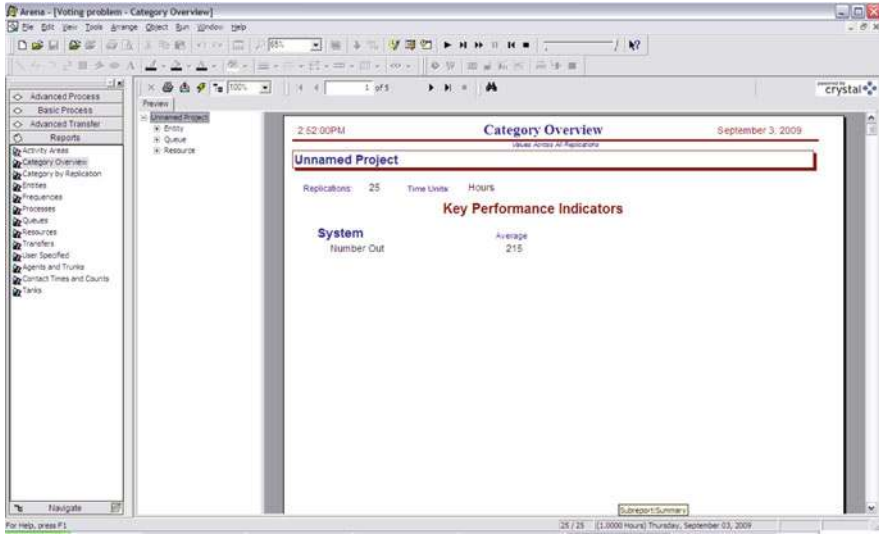 Arena - [Voting problem - Category Overview]
File Edit View Tools Arrange Object Run Window Help
65%
Advanced Process
Basic Process
Advanced Transfer
Reports
Activity Areas
Category Overview
Category by Replication
Entities
Frequencies
Processes
Queues
Resources
Transfers
User Specified
Agents and Trunks
Contact Times and Counts
Tanks
Navigate
100%
1 of 5
powered by
crystal
Preview
Unnamed Project
Entity
Queue
Resource
2:52:00PM
Category Overview
September 3, 2009
Values Across All Replications
Unnamed Project
Replications: 25 Time Units: Hours
Key Performance Indicators
System
Average
Number Out
215
Subreport:Summary
For Help, press F1
25 / 25 (1.0000 Hours) Thursday, September 03, 2009